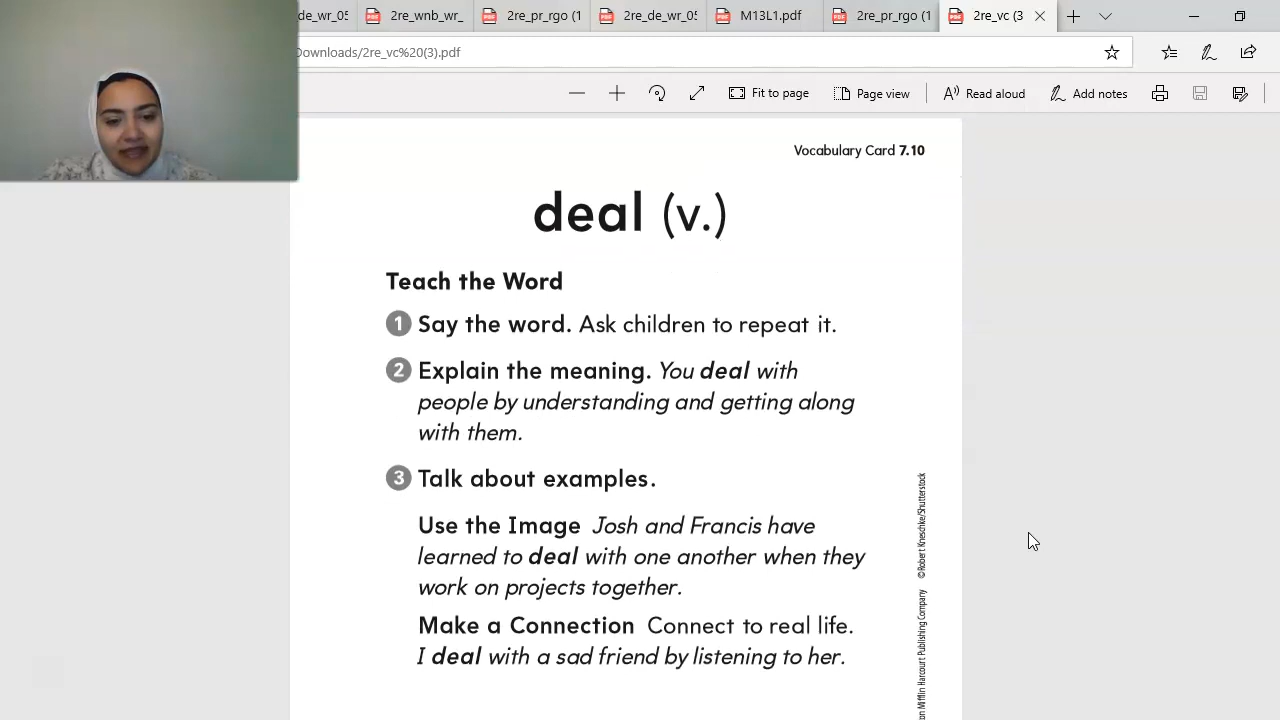 de_wr_05
2re_wnb_wr_
2re_pr_rgo (1
2re_de_wr_05
M13L1.pdf
2re_pr_rgo (1
2re_vc (3
Downloads/2re_vc%20(3).pdf
Fit to page
Page view
Read aloud
Add notes
Vocabulary Card 7.10
deal (v.)
Teach the Word
1 Say the word. Ask children to repeat it.
2 Explain the meaning. You deal with
people by understanding and getting along
with them.
3 Talk about examples.
Use the Image Josh and Francis have
learned to deal with one another when they
work on projects together.
Make a Connection Connect to real life.
I deal with a sad friend by listening to her.
on Mifflin Harcourt Publishing Company ©Robert Kneschke/Shutterstock